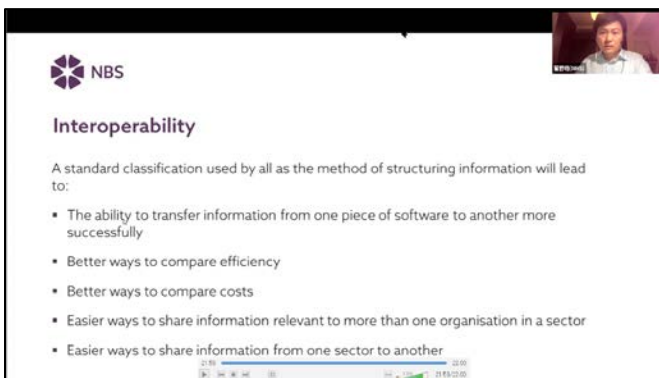 NBS
Interoperability
A standard classification used by all as the method of structuring information will lead
to:
▪ The ability to transfer information from one piece of software to another more
successfully
▪ Better ways to compare efficiency
▪ Better ways to compare costs
▪ Easier ways to share information relevant to more than one organisation in a sector
▪ Easier ways to share information from one sector to another
22:00